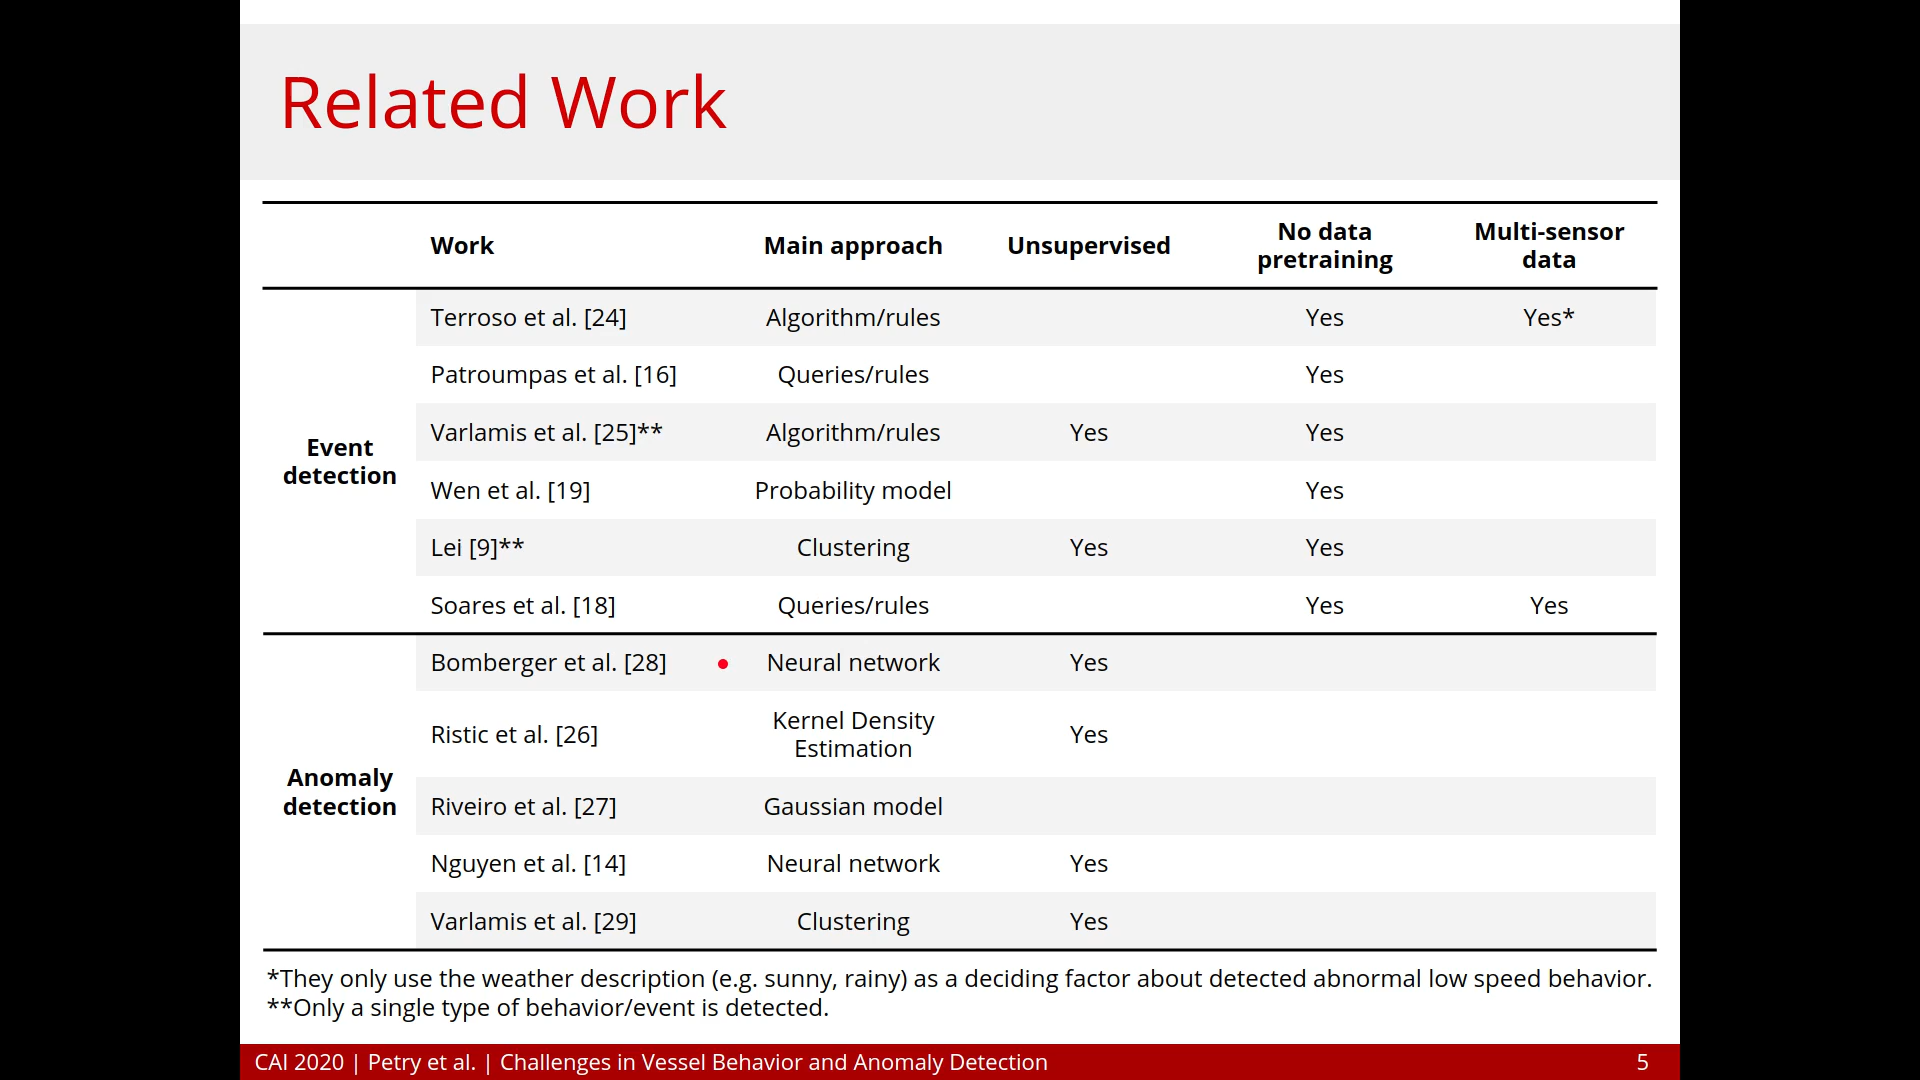 Related Work
Work Main approach Unsupervised No data pretraining Multi-sensor data
Event detection
Terroso et al. [24] Algorithm/rules Yes Yes*
Patroumpas et al. [16] Queries/rules Yes
Varlamis et al. [25]** Algorithm/rules Yes Yes
Wen et al. [19] Probability model Yes
Lei [9]** Clustering Yes Yes
Soares et al. [18] Queries/rules Yes Yes
Anomaly detection
Bomberger et al. [28] Neural network Yes
Ristic et al. [26] Kernel Density Estimation Yes
Riveiro et al. [27] Gaussian model
Nguyen et al. [14] Neural network Yes
Varlamis et al. [29] Clustering Yes
*They only use the weather description (e.g. sunny, rainy) as a deciding factor about detected abnormal low speed behavior.
**Only a single type of behavior/event is detected.
CAI 2020 | Petry et al. | Challenges in Vessel Behavior and Anomaly Detection 5